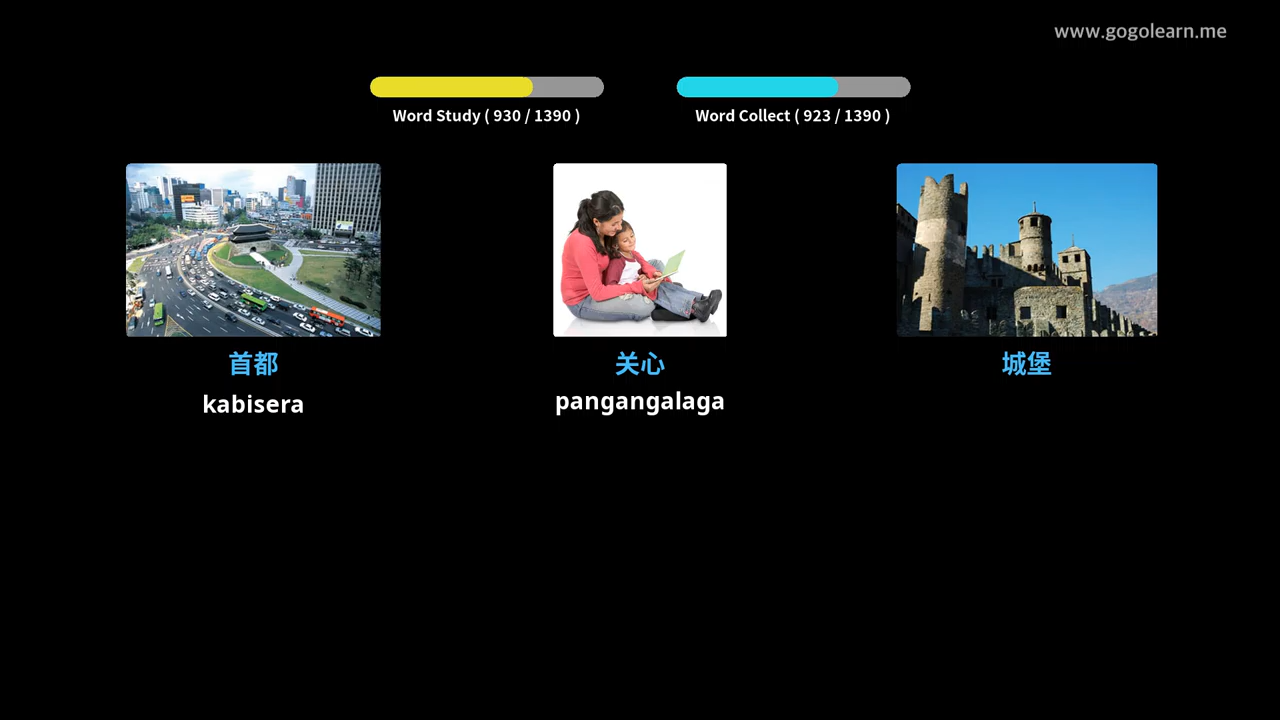 www.gogolearn.me
Word Study ( 930 / 1390 )
Word Collect ( 923 / 1390 )
首都
关心
城堡
kabisera
pangangalaga